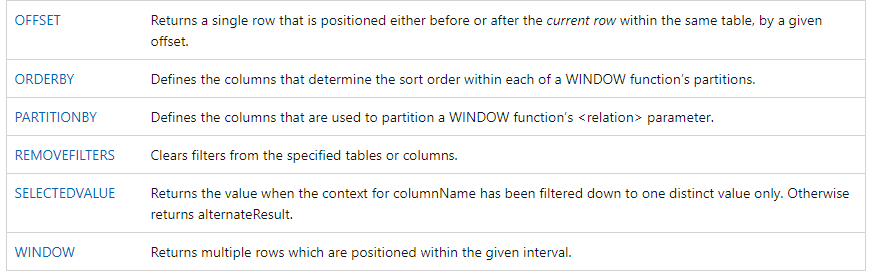 OFFSET Returns a single row that is positioned either before or after the current row within the same table, by a given
offset.
ORDERBY Defines the columns that determine the sort order within each of a WINDOW function’s partitions.
PARTITIONBY Defines the columns that are used to partition a WINDOW function’s <relation> parameter.
REMOVEFILTERS Clears filters from the specified tables or columns.
SELECTEDVALUE Returns the value when the context for columnName has been filtered down to one distinct value only. Otherwise
returns alternateResult.
WINDOW Returns multiple rows which are positioned within the given interval.